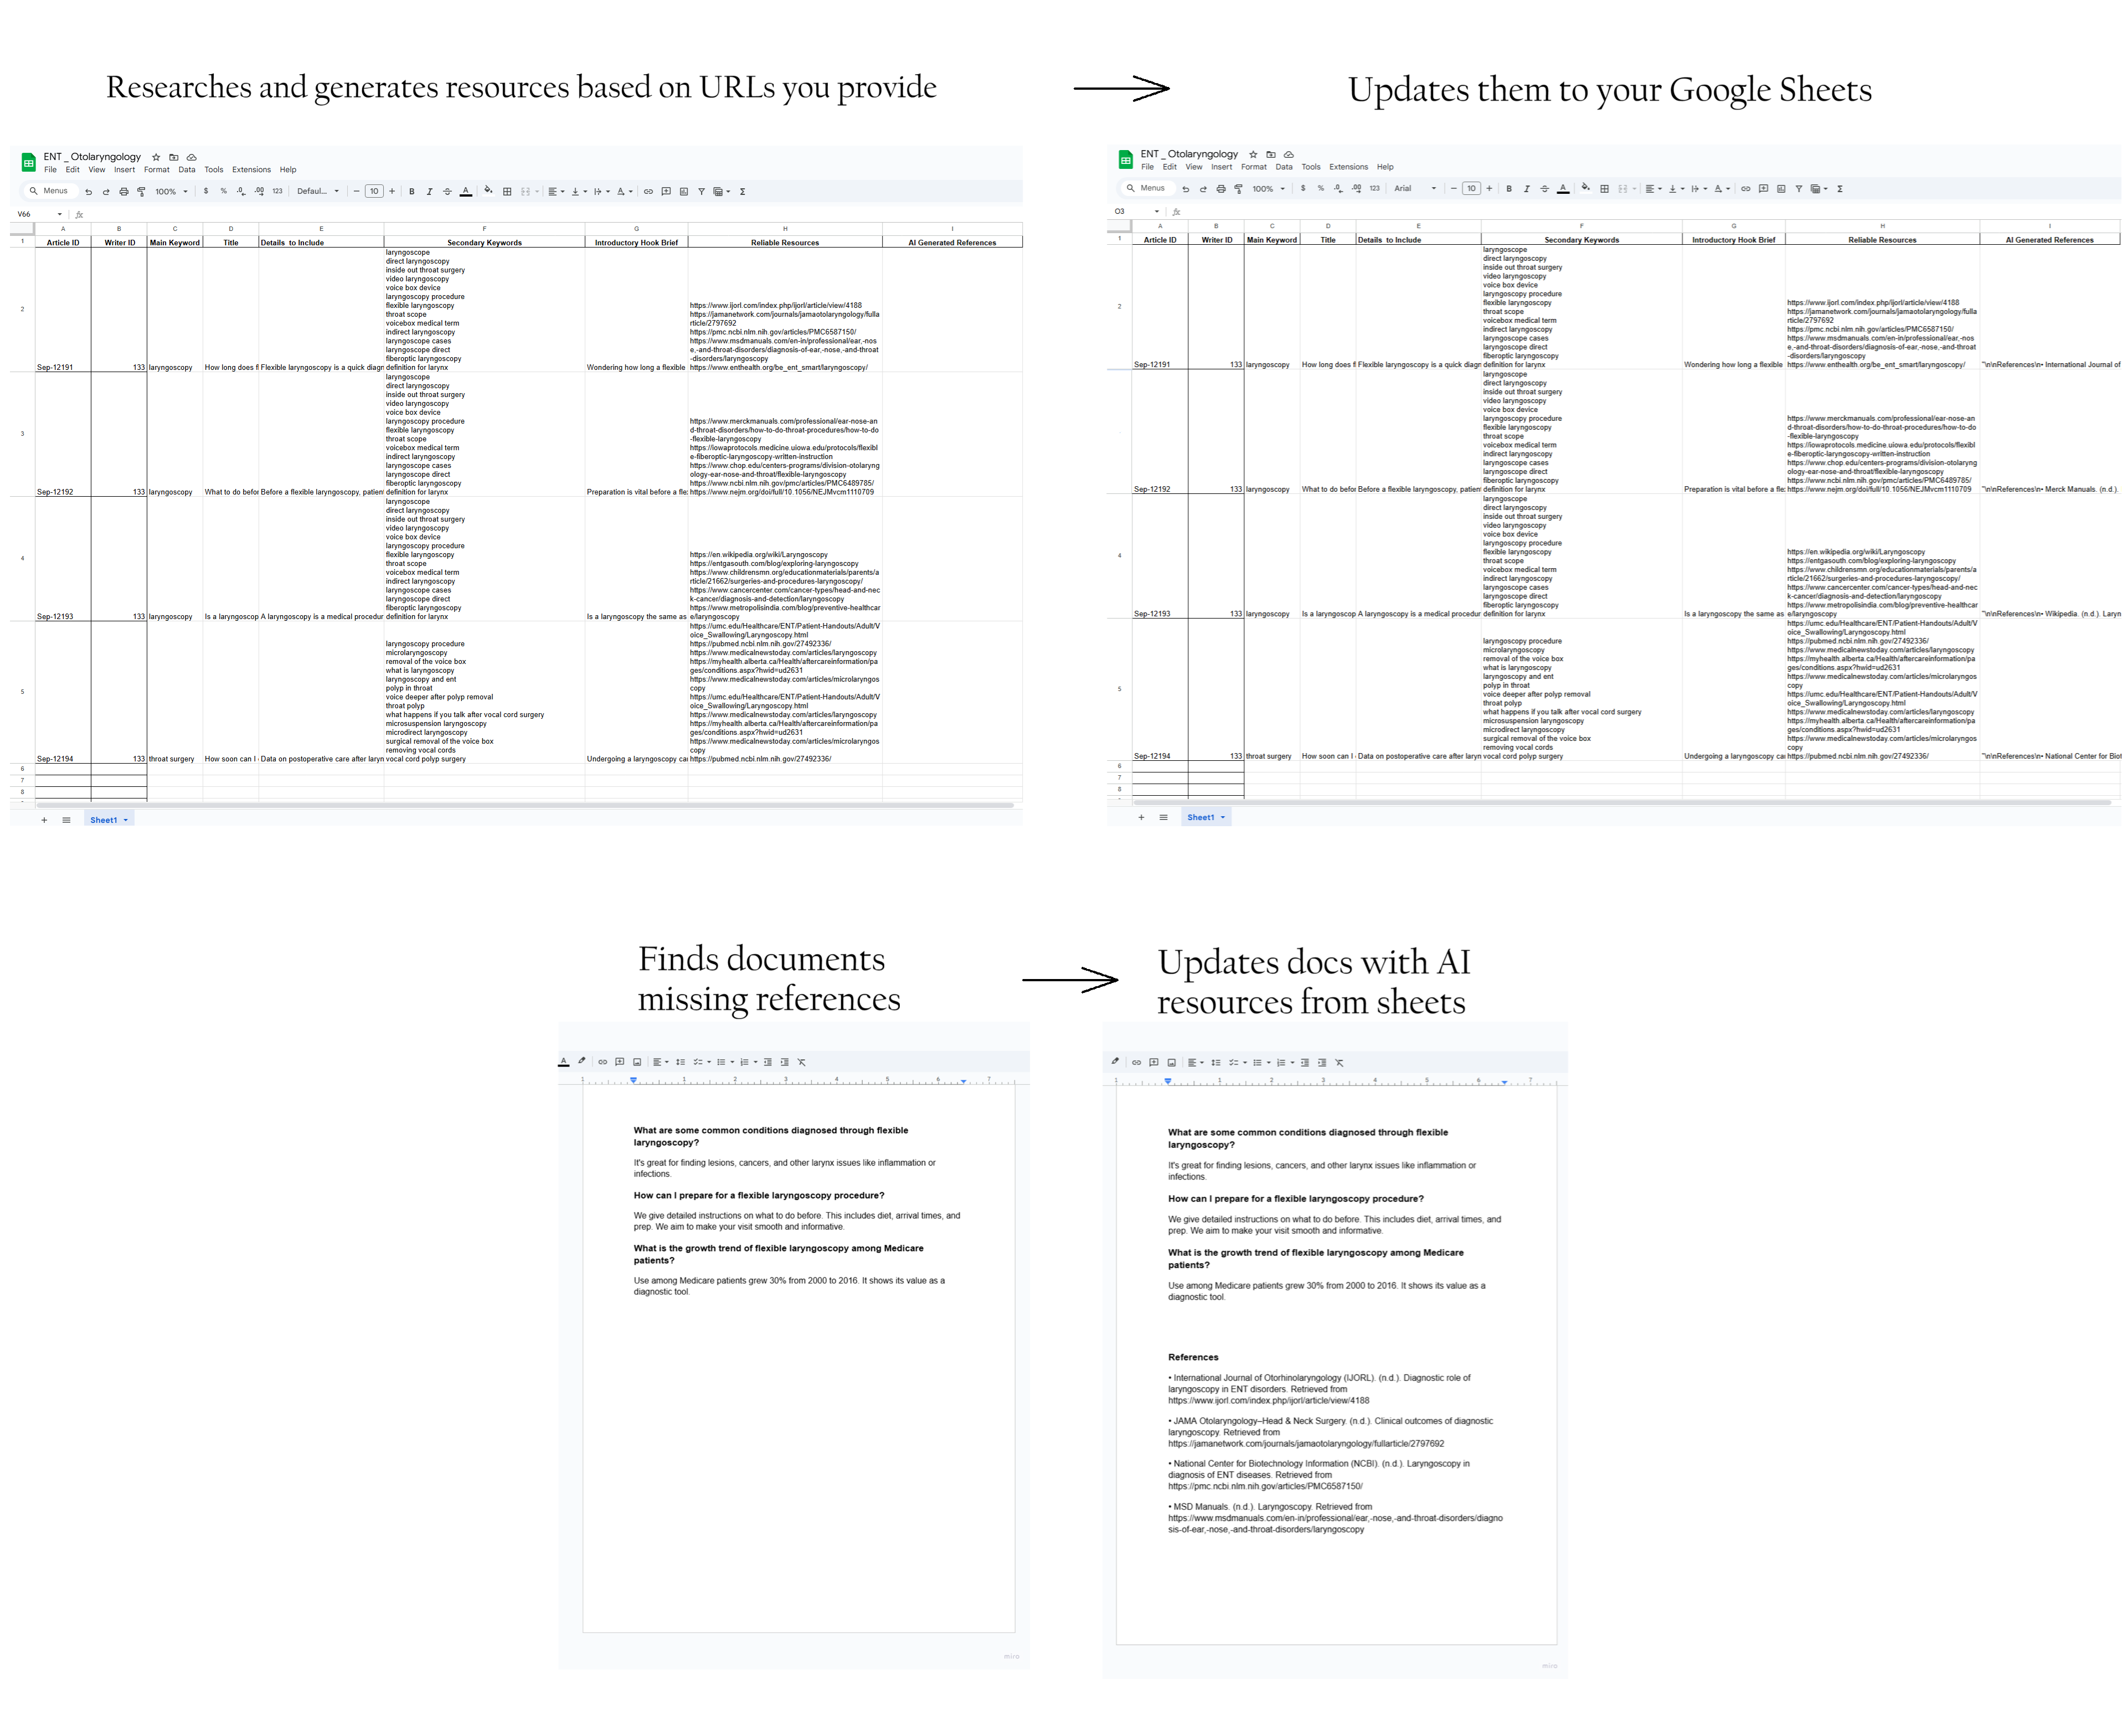 Researches and generates resources based on URLs you provide
Updates them to your Google Sheets
ENT _ Otolaryngology
File Edit View Insert Format Data Tools Extensions Help
Menus 100% $ % .0 .00 123 Defaul... 10 B I A
V66 fx
A B C D E F G H I
1 Article ID Writer ID Main Keyword Title Details to Include Secondary Keywords Introductory Hook Brief Reliable Resources AI Generated References
laryngoscope
direct laryngoscopy
inside out throat surgery
video laryngoscopy
voice box device
laryngoscopy procedure
flexible laryngoscopy
throat scope
voicebox medical term
indirect laryngoscopy
laryngoscope cases
laryngoscope direct
fiberoptic laryngoscopy
https://www.ijorl.com/index.php/ijorl/article/view/4188
https://jamanetwork.com/journals/jamaotolaryngology/fulla
rticle/2797692
https://pmc.ncbi.nlm.nih.gov/articles/PMC6587150/
https://www.msdmanuals.com/en-in/professional/ear,-nos
e,-and-throat-disorders/diagnosis-of-ear,-nose,-and-throat
-disorders/laryngoscopy
2
Sep-12191 133 laryngoscopy How long does f Flexible laryngoscopy is a quick diagn definition for larynx Wondering how long a flexible https://www.enthealth.org/be_ent_smart/laryngoscopy/
laryngoscope
direct laryngoscopy
inside out throat surgery
video laryngoscopy
voice box device
laryngoscopy procedure
flexible laryngoscopy
throat scope
voicebox medical term
indirect laryngoscopy
laryngoscope cases
laryngoscope direct
fiberoptic laryngoscopy
https://www.merckmanuals.com/professional/ear-nose-an
d-throat-disorders/how-to-do-throat-procedures/how-to-do
-flexible-laryngoscopy
https://iowaprotocols.medicine.uiowa.edu/protocols/flexibl
e-fiberoptic-laryngoscopy-written-instruction
https://www.chop.edu/centers-programs/division-otolaryng
ology-ear-nose-and-throat/flexible-laryngoscopy
https://www.ncbi.nlm.nih.gov/pmc/articles/PMC6489785/
3
Sep-12192 133 laryngoscopy What to do befor Before a flexible laryngoscopy, patien definition for larynx Preparation is vital before a fle: https://www.nejm.org/doi/full/10.1056/NEJMvcm1110709
laryngoscope
direct laryngoscopy
inside out throat surgery
video laryngoscopy
voice box device
laryngoscopy procedure
flexible laryngoscopy
throat scope
voicebox medical term
indirect laryngoscopy
laryngoscope cases
laryngoscope direct
fiberoptic laryngoscopy
https://en.wikipedia.org/wiki/Laryngoscopy
https://entgasouth.com/blog/exploring-laryngoscopy
https://www.childrensmn.org/educationmaterials/parents/a
rticle/21662/surgeries-and-procedures-laryngoscopy/
https://www.cancercenter.com/cancer-types/head-and-nec
k-cancer/diagnosis-and-detection/laryngoscopy
https://www.metropolisindia.com/blog/preventive-healthcar
4
Sep-12193 133 laryngoscopy Is a laryngoscop A laryngoscopy is a medical procedur definition for larynx Is a laryngoscopy the same as e/laryngoscopy
laryngoscopy procedure
microlaryngoscopy
removal of the voice box
what is laryngoscopy
laryngoscopy and ent
polyp in throat
voice deeper after polyp removal
throat polyp
what happens if you talk after vocal cord surgery
microsuspension laryngoscopy
microdirect laryngoscopy
surgical removal of the voice box
removing vocal cords
https://umc.edu/Healthcare/ENT/Patient-Handouts/Adult/V
oice_Swallowing/Laryngoscopy.html
https://pubmed.ncbi.nlm.nih.gov/27492336/
https://www.medicalnewstoday.com/articles/laryngoscopy
https://myhealth.alberta.ca/Health/aftercareinformation/pa
ges/conditions.aspx?hwid=ud2631
https://www.medicalnewstoday.com/articles/microlaryngos
copy
https://umc.edu/Healthcare/ENT/Patient-Handouts/Adult/V
oice_Swallowing/Laryngoscopy.html
https://www.medicalnewstoday.com/articles/laryngoscopy
https://myhealth.alberta.ca/Health/aftercareinformation/pa
ges/conditions.aspx?hwid=ud2631
https://www.medicalnewstoday.com/articles/microlaryngos
copy
5
Sep-12194 133 throat surgery How soon can I Data on postoperative care after laryn vocal cord polyp surgery Undergoing a laryngoscopy ca https://pubmed.ncbi.nlm.nih.gov/27492336/
6
7
8
Sheet1
ENT _ Otolaryngology
File Edit View Insert Format Data Tools Extensions Help
Menus 100% $ % .0 .00 123 Arial 10 B I A
O3 fx
A B C D E F G H I
1 Article ID Writer ID Main Keyword Title Details to Include Secondary Keywords Introductory Hook Brief Reliable Resources AI Generated References
laryngoscope
direct laryngoscopy
inside out throat surgery
video laryngoscopy
voice box device
laryngoscopy procedure
flexible laryngoscopy
throat scope
voicebox medical term
indirect laryngoscopy
laryngoscope cases
laryngoscope direct
fiberoptic laryngoscopy
https://www.ijorl.com/index.php/ijorl/article/view/4188
https://jamanetwork.com/journals/jamaotolaryngology/fulla
rticle/2797692
https://pmc.ncbi.nlm.nih.gov/articles/PMC6587150/
https://www.msdmanuals.com/en-in/professional/ear,-nos
e,-and-throat-disorders/diagnosis-of-ear,-nose,-and-throat
-disorders/laryngoscopy
2
Sep-12191 133 laryngoscopy How long does f Flexible laryngoscopy is a quick diagn definition for larynx Wondering how long a flexible https://www.enthealth.org/be_ent_smart/laryngoscopy/ "\n\nReferences\n• International Journal of
laryngoscope
direct laryngoscopy
inside out throat surgery
video laryngoscopy
voice box device
laryngoscopy procedure
flexible laryngoscopy
throat scope
voicebox medical term
indirect laryngoscopy
laryngoscope cases
laryngoscope direct
fiberoptic laryngoscopy
https://www.merckmanuals.com/professional/ear-nose-an
d-throat-disorders/how-to-do-throat-procedures/how-to-do
-flexible-laryngoscopy
https://iowaprotocols.medicine.uiowa.edu/protocols/flexibl
e-fiberoptic-laryngoscopy-written-instruction
https://www.chop.edu/centers-programs/division-otolaryng
ology-ear-nose-and-throat/flexible-laryngoscopy
https://www.ncbi.nlm.nih.gov/pmc/articles/PMC6489785/
Sep-12192 133 laryngoscopy What to do befor Before a flexible laryngoscopy, patien definition for larynx Preparation is vital before a fle: https://www.nejm.org/doi/full/10.1056/NEJMvcm1110709 "\n\nReferences\n• Merck Manuals. (n.d.).
laryngoscope
direct laryngoscopy
inside out throat surgery
video laryngoscopy
voice box device
laryngoscopy procedure
flexible laryngoscopy
throat scope
voicebox medical term
indirect laryngoscopy
laryngoscope cases
laryngoscope direct
fiberoptic laryngoscopy
https://en.wikipedia.org/wiki/Laryngoscopy
https://entgasouth.com/blog/exploring-laryngoscopy
https://www.childrensmn.org/educationmaterials/parents/a
rticle/21662/surgeries-and-procedures-laryngoscopy/
https://www.cancercenter.com/cancer-types/head-and-nec
k-cancer/diagnosis-and-detection/laryngoscopy
https://www.metropolisindia.com/blog/preventive-healthcar
4
Sep-12193 133 laryngoscopy Is a laryngoscop A laryngoscopy is a medical procedur definition for larynx Is a laryngoscopy the same as e/laryngoscopy "\n\nReferences\n• Wikipedia. (n.d.). Laryn
laryngoscopy procedure
microlaryngoscopy
removal of the voice box
what is laryngoscopy
laryngoscopy and ent
polyp in throat
voice deeper after polyp removal
throat polyp
what happens if you talk after vocal cord surgery
microsuspension laryngoscopy
microdirect laryngoscopy
surgical removal of the voice box
removing vocal cords
https://umc.edu/Healthcare/ENT/Patient-Handouts/Adult/V
oice_Swallowing/Laryngoscopy.html
https://pubmed.ncbi.nlm.nih.gov/27492336/
https://www.medicalnewstoday.com/articles/laryngoscopy
https://myhealth.alberta.ca/Health/aftercareinformation/pa
ges/conditions.aspx?hwid=ud2631
https://www.medicalnewstoday.com/articles/microlaryngos
copy
https://umc.edu/Healthcare/ENT/Patient-Handouts/Adult/V
oice_Swallowing/Laryngoscopy.html
https://www.medicalnewstoday.com/articles/laryngoscopy
https://myhealth.alberta.ca/Health/aftercareinformation/pa
ges/conditions.aspx?hwid=ud2631
https://www.medicalnewstoday.com/articles/microlaryngos
copy
5
Sep-12194 133 throat surgery How soon can I Data on postoperative care after laryn vocal cord polyp surgery Undergoing a laryngoscopy ca https://pubmed.ncbi.nlm.nih.gov/27492336/ "\n\nReferences\n• National Center for Biot
6
7
8
Sheet1
Finds documents
missing references
1 1 2 3 4 5 6 7
What are some common conditions diagnosed through flexible
laryngoscopy?
It's great for finding lesions, cancers, and other larynx issues like inflammation or
infections.
How can I prepare for a flexible laryngoscopy procedure?
We give detailed instructions on what to do before. This includes diet, arrival times, and
prep. We aim to make your visit smooth and informative.
What is the growth trend of flexible laryngoscopy among Medicare
patients?
Use among Medicare patients grew 30% from 2000 to 2016. It shows its value as a
diagnostic tool.
miro
Updates docs with AI
resources from sheets
1 1 2 3 4 5 6 7
What are some common conditions diagnosed through flexible
laryngoscopy?
It's great for finding lesions, cancers, and other larynx issues like inflammation or
infections.
How can I prepare for a flexible laryngoscopy procedure?
We give detailed instructions on what to do before. This includes diet, arrival times, and
prep. We aim to make your visit smooth and informative.
What is the growth trend of flexible laryngoscopy among Medicare
patients?
Use among Medicare patients grew 30% from 2000 to 2016. It shows its value as a
diagnostic tool.
References
• International Journal of Otorhinolaryngology (IJORL). (n.d.). Diagnostic role of
laryngoscopy in ENT disorders. Retrieved from
https://www.ijorl.com/index.php/ijorl/article/view/4188
• JAMA Otolaryngology–Head & Neck Surgery. (n.d.). Clinical outcomes of diagnostic
laryngoscopy. Retrieved from
https://jamanetwork.com/journals/jamaotolaryngology/fullarticle/2797692
• National Center for Biotechnology Information (NCBI). (n.d.). Laryngoscopy in
diagnosis of ENT diseases. Retrieved from
https://pmc.ncbi.nlm.nih.gov/articles/PMC6587150/
• MSD Manuals. (n.d.). Laryngoscopy. Retrieved from
https://www.msdmanuals.com/en-in/professional/ear,-nose,-and-throat-disorders/diagno
sis-of-ear,-nose,-and-throat-disorders/laryngoscopy
miro